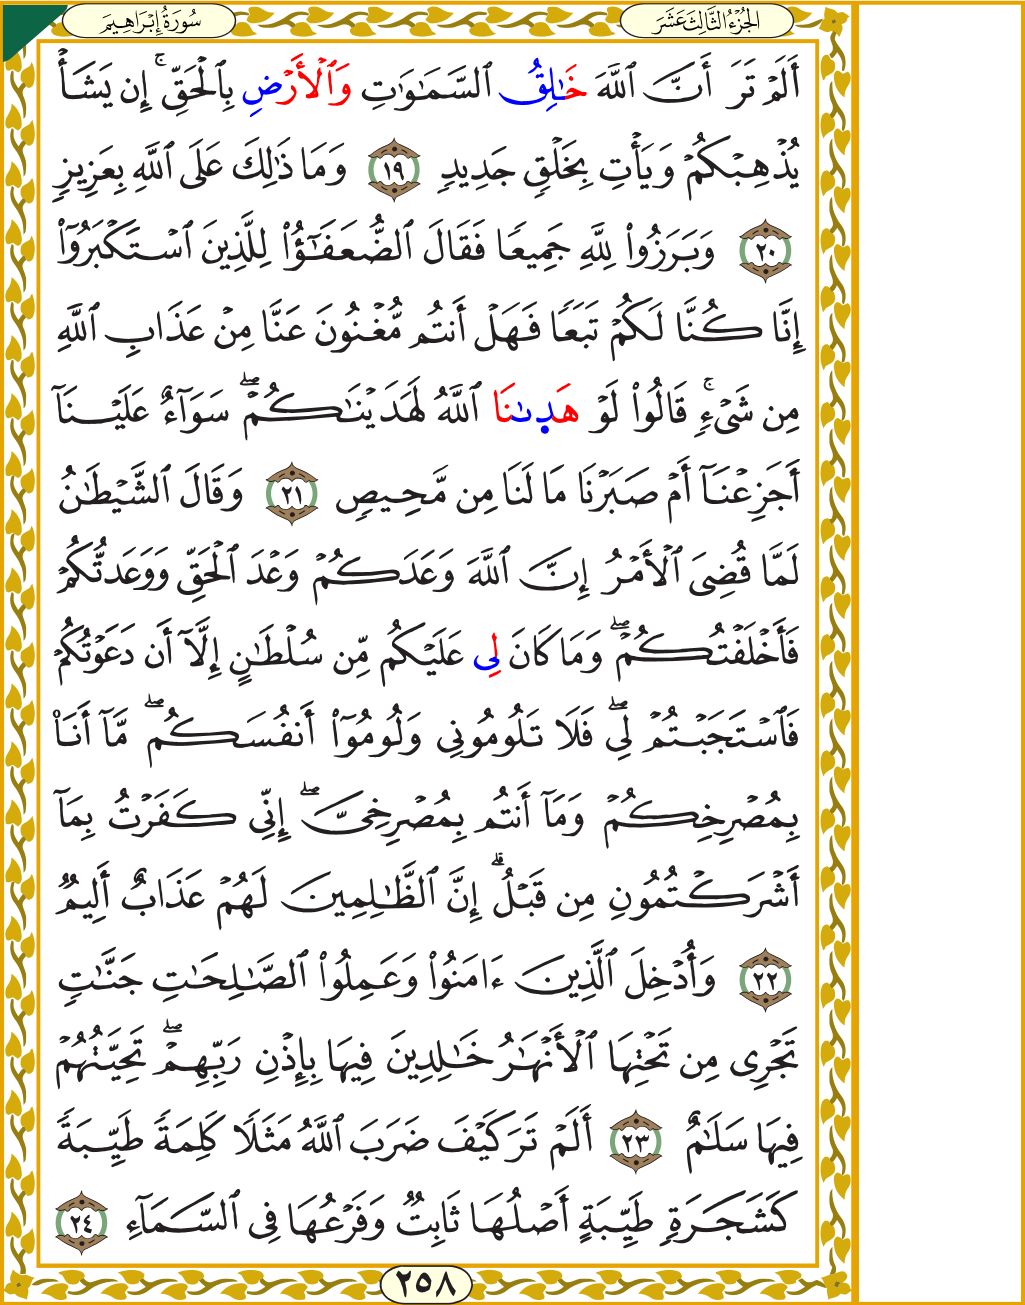 الجُزْءُ الثَّالِثَ عَشَرَ
سُورَةُ إِبْرَاهِيمَ
أَلَمْ تَرَ أَنَّ ٱللَّهَ خَـٰلِقُ ٱلسَّمَـٰوَٰتِ وَٱلْأَرْضِ بِٱلْحَقِّ ۚ إِن يَشَأْ
يُذْهِبْكُمْ وَيَأْتِ بِخَلْقٍ جَدِيدٍ ١٩ وَمَا ذَٰلِكَ عَلَى ٱللَّهِ بِعَزِيزٍ
٢٠ وَبَرَزُوا۟ لِلَّهِ جَمِيعًا فَقَالَ ٱلضُّعَفَـٰٓؤُا۟ لِلَّذِينَ ٱسْتَكْبَرُوٓا۟
إِنَّا كُنَّا لَكُمْ تَبَعًا فَهَلْ أَنتُم مُّغْنُونَ عَنَّا مِنْ عَذَابِ ٱللَّهِ
مِن شَىْءٍ ۚ قَالُوا۟ لَوْ هَدٜىٰنَا ٱللَّهُ لَهَدَيْنَـٰكُمْ ۖ سَوَآءٌ عَلَيْنَآ
أَجَزِعْنَآ أَمْ صَبَرْنَا مَا لَنَا مِن مَّحِيصٍ ٢١ وَقَالَ ٱلشَّيْطَـٰنُ
لَمَّا قُضِىَ ٱلْأَمْرُ إِنَّ ٱللَّهَ وَعَدَكُمْ وَعْدَ ٱلْحَقِّ وَوَعَدتُّكُمْ
فَأَخْلَفْتُكُمْ ۖ وَمَا كَانَ لِى عَلَيْكُم مِّن سُلْطَـٰنٍ إِلَّآ أَن دَعَوْتُكُمْ
فَٱسْتَجَبْتُمْ لِى ۖ فَلَا تَلُومُونِى وَلُومُوٓا۟ أَنفُسَكُم ۖ مَّآ أَنَا۠
بِمُصْرِخِكُمْ وَمَآ أَنتُم بِمُصْرِخِىَّ ۖ إِنِّى كَفَرْتُ بِمَآ
أَشْرَكْتُمُونِ مِن قَبْلُ ۗ إِنَّ ٱلظَّـٰلِمِينَ لَهُمْ عَذَابٌ أَلِيمٌ
٢٢ وَأُدْخِلَ ٱلَّذِينَ ءَامَنُوا۟ وَعَمِلُوا۟ ٱلصَّـٰلِحَـٰتِ جَنَّـٰتٍ
تَجْرِى مِن تَحْتِهَا ٱلْأَنْهَـٰرُ خَـٰلِدِينَ فِيهَا بِإِذْنِ رَبِّهِمْ ۖ تَحِيَّتُهُمْ
فِيهَا سَلَـٰمٌ ٢٣ أَلَمْ تَرَ كَيْفَ ضَرَبَ ٱللَّهُ مَثَلًا كَلِمَةً طَيِّبَةً
كَشَجَرَةٍ طَيِّبَةٍ أَصْلُهَا ثَابِتٌ وَفَرْعُهَا فِى ٱلسَّمَآءِ ٢٤
٢٥٨